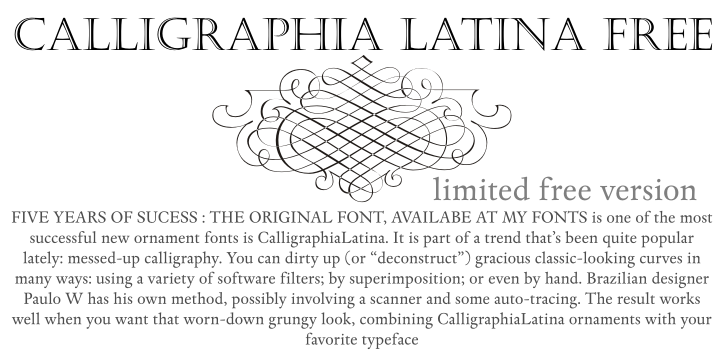 CALLIGRAPHIA LATINA FREE
limited free version
FIVE YEARS OF SUCESS : THE ORIGINAL FONT, AVAILABE AT MY FONTS is one of the most
successful new ornament fonts is CalligraphiaLatina. It is part of a trend that’s been quite popular
lately: messed-up calligraphy. You can dirty up (or “deconstruct”) gracious classic-looking curves in
many ways: using a variety of software filters; by superimposition; or even by hand. Brazilian designer
Paulo W has his own method, possibly involving a scanner and some auto-tracing. The result works
well when you want that worn-down grungy look, combining CalligraphiaLatina ornaments with your
favorite typeface